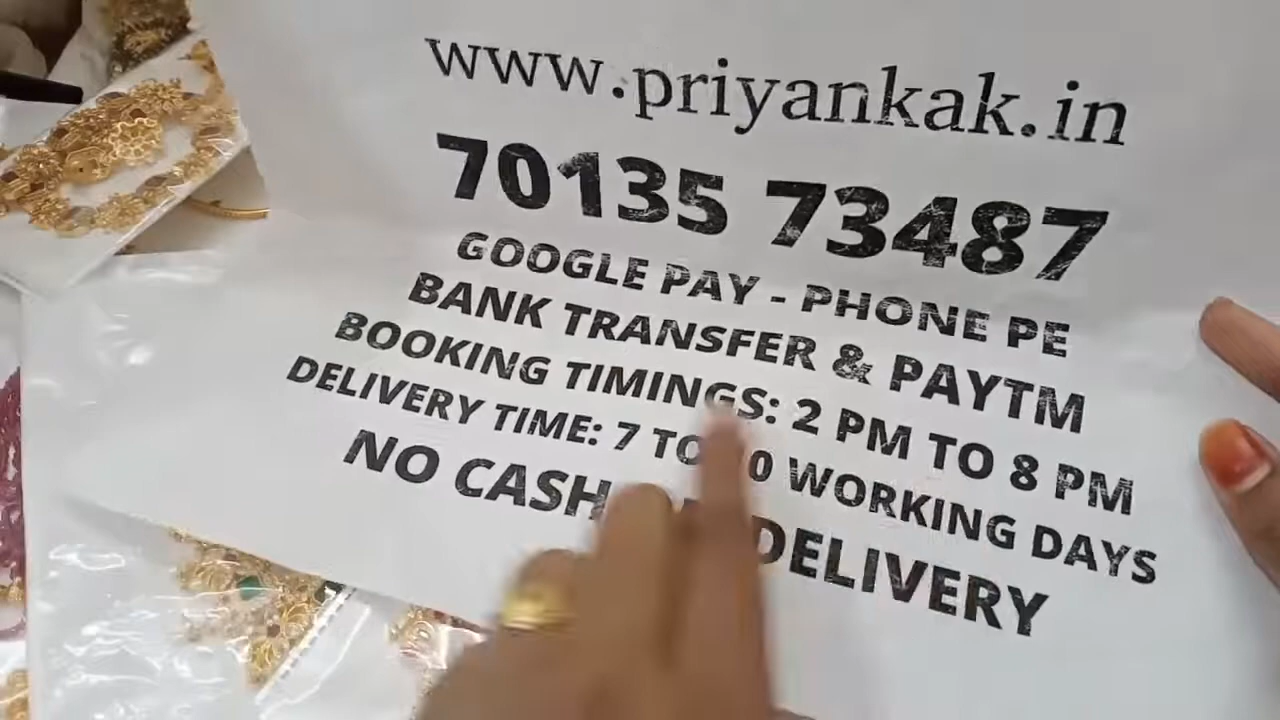 www.priyankak.in
70135 73487
GOOGLE PAY - PHONE PE
BANK TRANSFER & PAYTM
BOOKING TIMINGS: 2 PM TO 8 PM
DELIVERY TIME: 7 TO WORKING DAYS
NO CASH DELIVERY